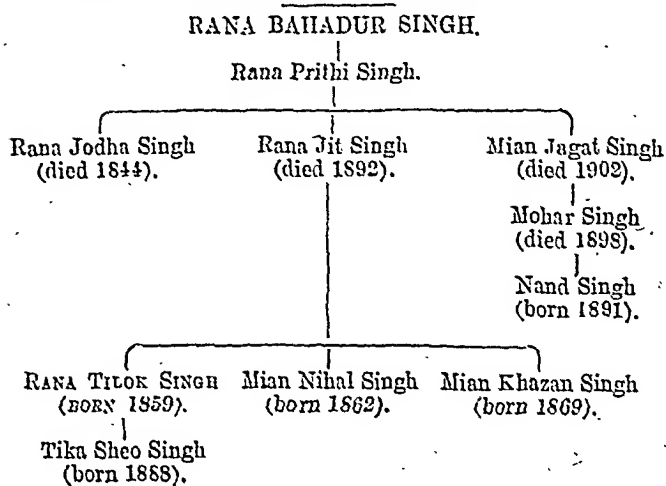 RANA BAHADUR SINGH.
Rana Prithi Singh.
Rana Jodha Singh Rana Jit Singh Mian Jagat Singh
(died 1844). (died 1892). (died 1902).
Mohar Singh
(died 1898).
Nand Singh
(born 1891).
RANA TILOK SINGH Mian Nihal Singh Mian Khazan Singh
(BORN 1859). (born 1862). (born 1869).
Tika Sheo Singh
(born 1888).